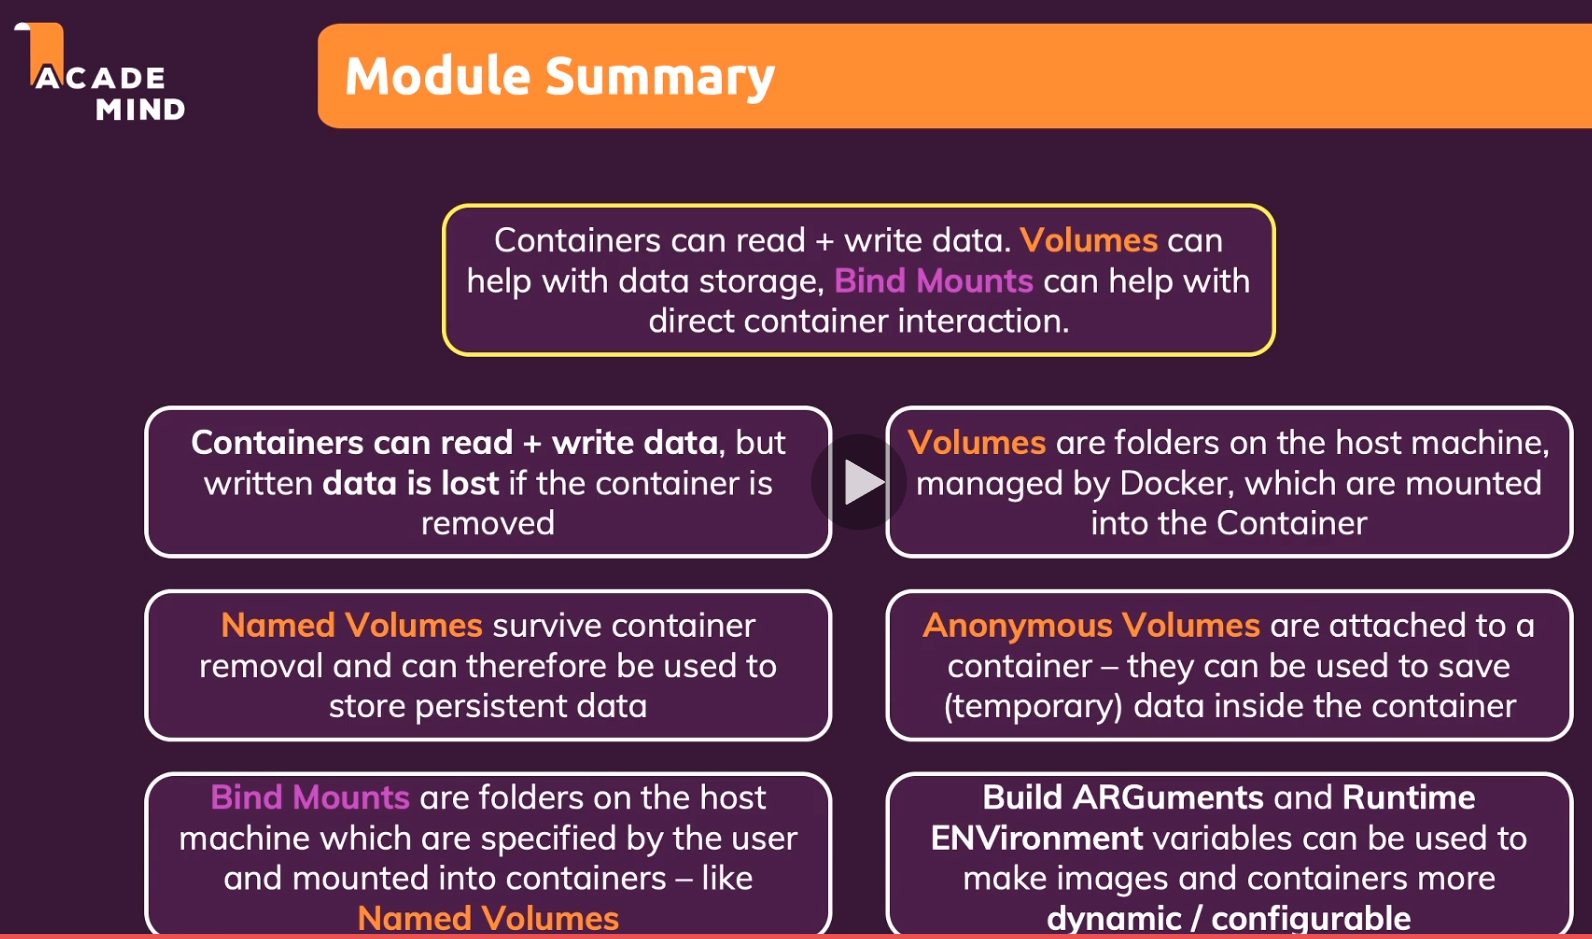 ACADE
MIND
Module Summary
Containers can read + write data. Volumes can
help with data storage, Bind Mounts can help with
direct container interaction.
Containers can read + write data, but
written data is lost if the container is
removed
Volumes are folders on the host machine,
managed by Docker, which are mounted
into the Container
Named Volumes survive container
removal and can therefore be used to
store persistent data
Anonymous Volumes are attached to a
container – they can be used to save
(temporary) data inside the container
Bind Mounts are folders on the host
machine which are specified by the user
and mounted into containers – like
Named Volumes
Build ARGuments and Runtime
ENVironment variables can be used to
make images and containers more
dynamic / configurable